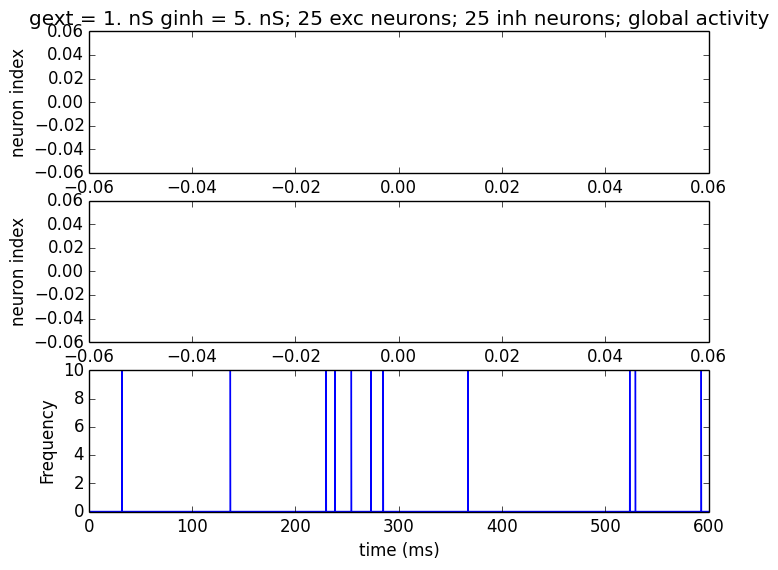 gext = 1. nS ginh = 5. nS; 25 exc neurons; 25 inh neurons; global activity
0.06
0.04
0.02
0.00
−0.02
−0.04
−0.06
neuron index
−0.06 −0.04 −0.02 0.00 0.02 0.04 0.06
0.06
0.04
0.02
0.00
−0.02
−0.04
−0.06
neuron index
−0.06 −0.04 −0.02 0.00 0.02 0.04 0.06
10
8
6
4
2
0
Frequency
0 100 200 300 400 500 600
time (ms)